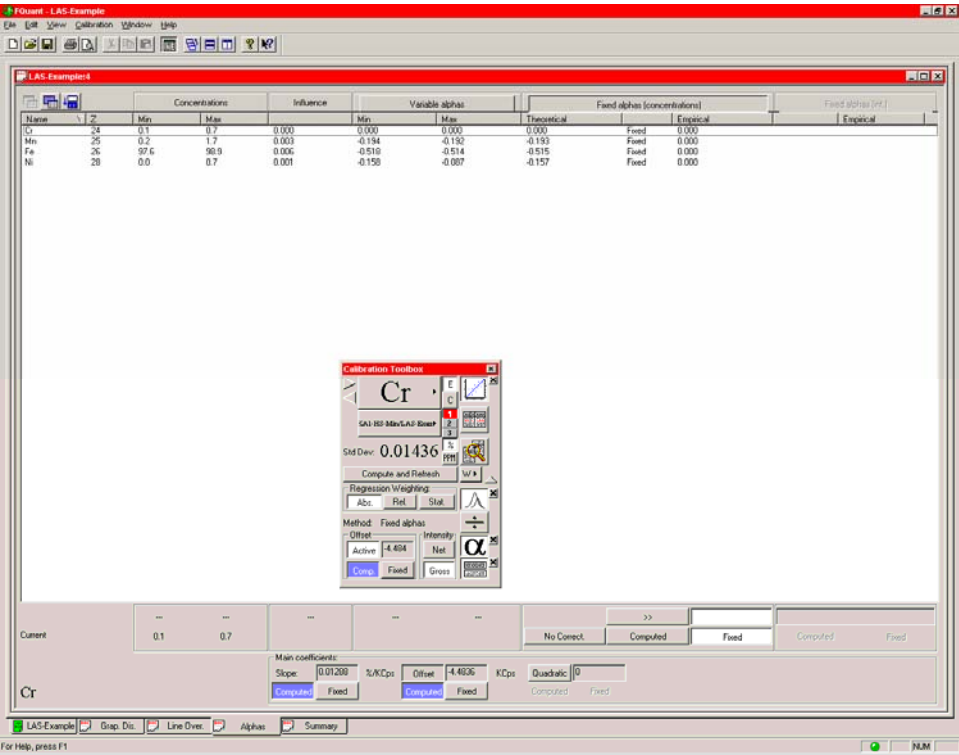 FQuant - LAS-Example
File Edit View Calibration Window Help
LAS-Example:4
Concentrations Influence Variable alphas Fixed alphas (concentrations) Fixed alphas (int.)
Name Z Min Max Min Max Theoretical Empirical Empirical
Cr 24 0.1 0.7 0.000 0.000 0.000 0.000 Fixed 0.000
Mn 25 0.2 1.7 0.003 -0.194 -0.192 -0.193 Fixed 0.000
Fe 26 97.6 98.9 0.006 -0.518 -0.514 -0.515 Fixed 0.000
Ni 28 0.0 0.7 0.001 -0.158 -0.087 -0.157 Fixed 0.000
Calibration Toolbox
Cr
E
C
1
2
3
%
PPM
Std Dev: 0.01436
Compute and Refresh W
Regression Weighting:
Abs. Rel. Stat.
Method: Fixed alphas
Offset Intensity
Active -4.484 Net
Comp. Fixed Gross
α
--- --- --- --- --- >>
Current 0.1 0.7 No Correct. Computed Fixed Computed Fixed
Main coefficients:
Slope: 0.01288 %/KCps Offset -4.4836 KCps Quadratic 0
Computed Fixed Computed Fixed Computed Fixed
Cr
LAS-Example Grap. Dis. Line Over. Alphas Summary
For Help, press F1 NUM